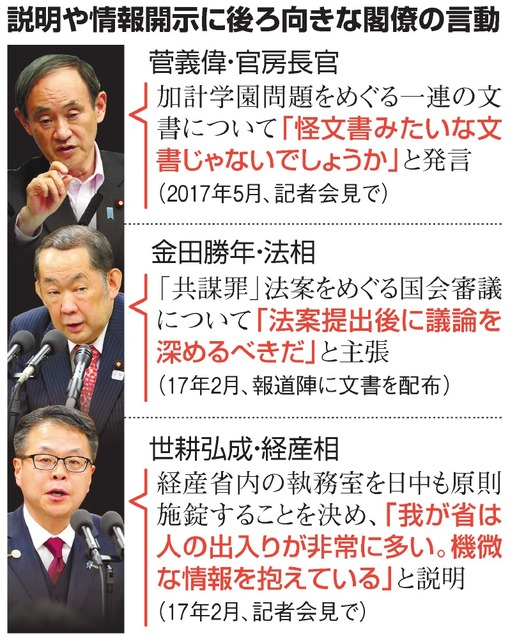 説明や情報開示に後ろ向きな閣僚の言動
菅義偉・官房長官
加計学園問題をめぐる一連の文
書について「怪文書みたいな文
書じゃないでしょうか」と発言
(2017年5月、記者会見で)
金田勝年・法相
「共謀罪」法案をめぐる国会審議
について「法案提出後に議論を
深めるべきだ」と主張
(17年2月、報道陣に文書を配布)
世耕弘成・経産相
経産省内の執務室を日中も原則
施錠することを決め、「我が省は
人の出入りが非常に多い。機微
な情報を抱えている」と説明
(17年2月、記者会見で)